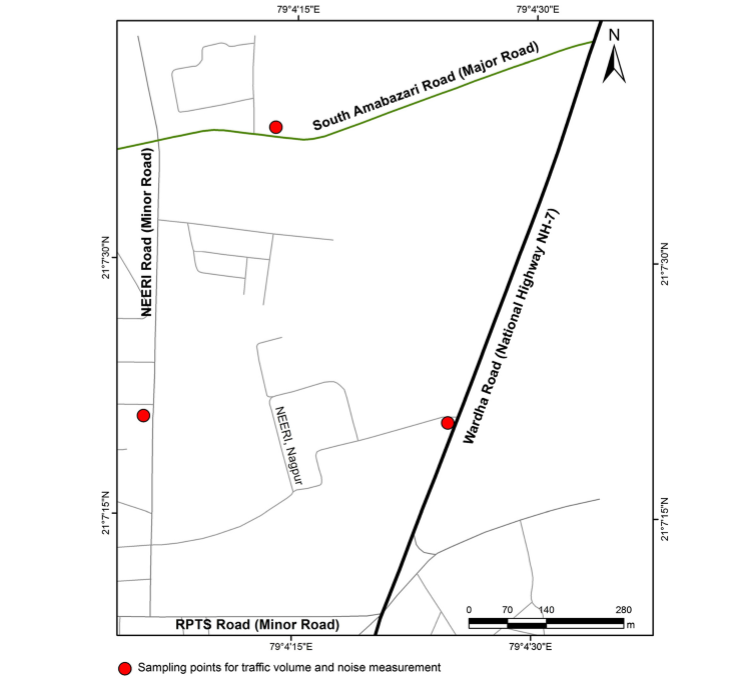 79°4'15"E
79°4'30"E
N
South Amabazari Road (Major Road)
NEERI Road (Minor Road)
21°7'30"N
21°7'30"N
Wardha Road (National Highway NH-7)
NEERI, Nagpur
21°7'15"N
21°7'15"N
0 70 140 280
m
RPTS Road (Minor Road)
79°4'15"E
79°4'30"E
Sampling points for traffic volume and noise measurement